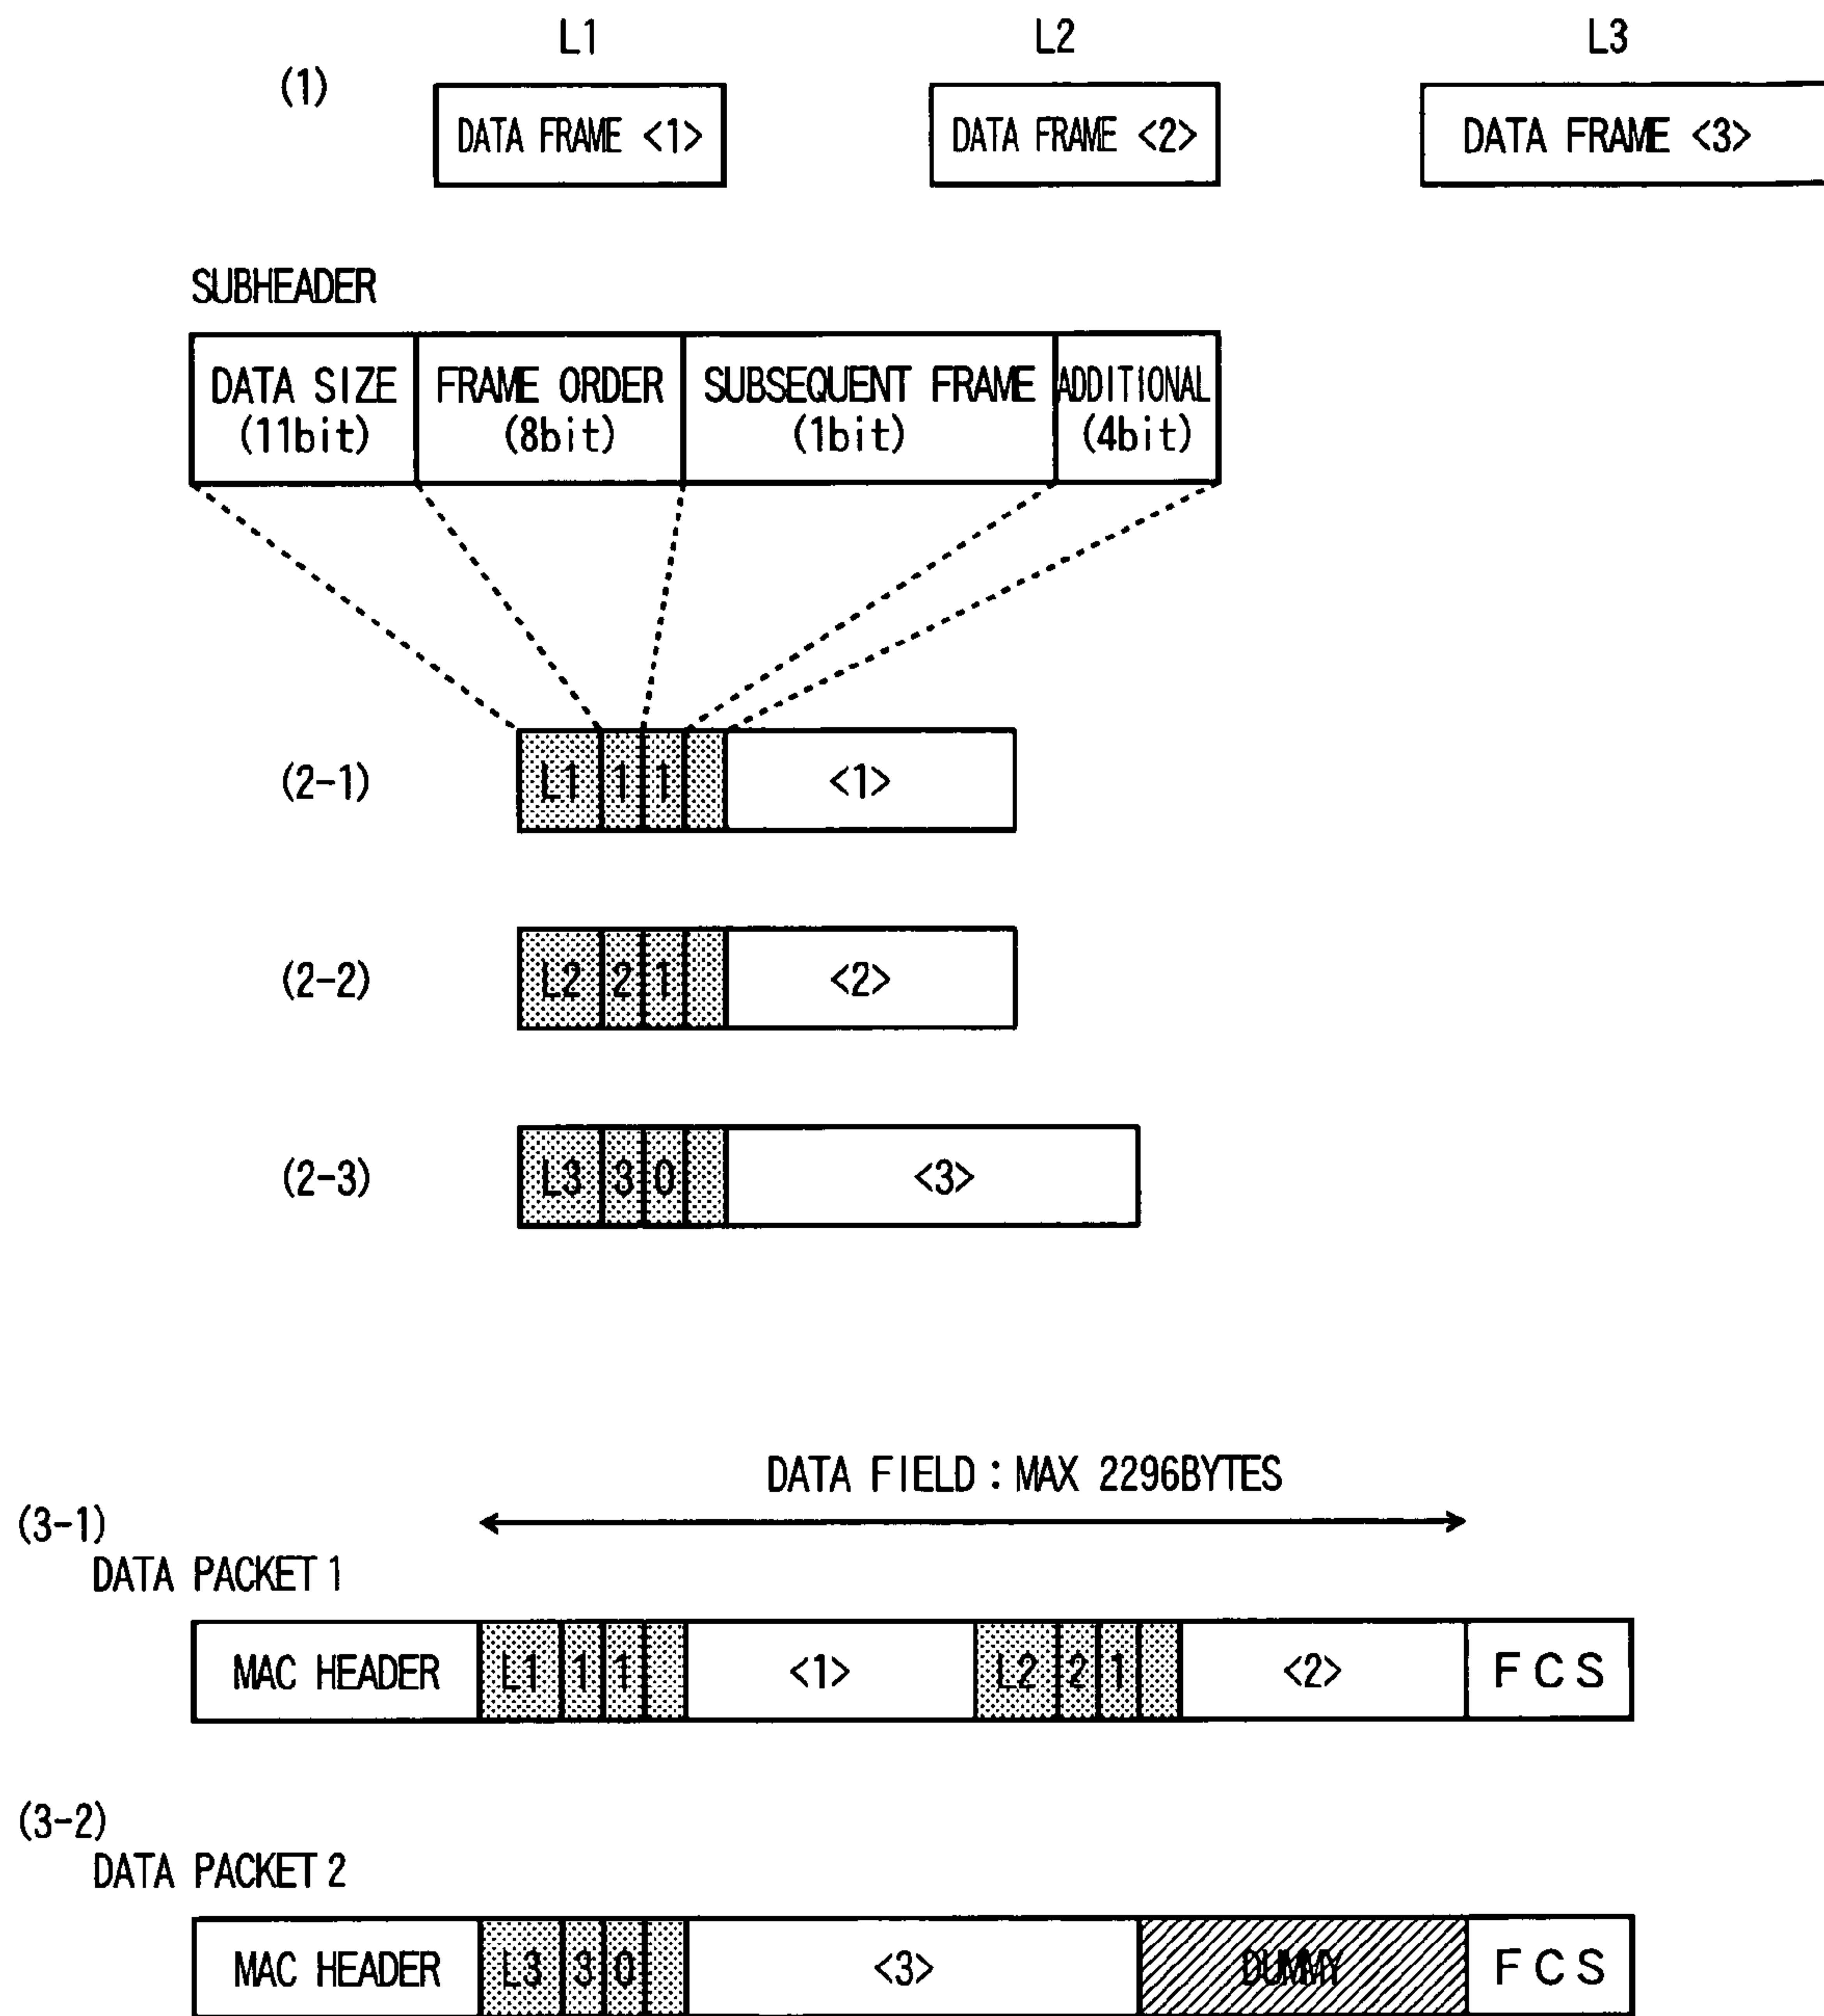 L1 L2 L3
(1)
DATA FRAME <1> DATA FRAME <2> DATA FRAME <3>
SUBHEADER
DATA SIZE FRAME ORDER SUBSEQUENT FRAME ADDITIONAL
(11bit) (8bit) (1bit) (4bit)
(2-1) L1 1 1 <1>
(2-2) L2 2 1 <2>
(2-3) L3 3 0 <3>
DATA FIELD : MAX 2296BYTES
(3-1)
DATA PACKET 1
MAC HEADER L1 1 1 <1> L2 2 1 <2> FCS
(3-2)
DATA PACKET 2
MAC HEADER L3 3 0 <3> DUMMY FCS